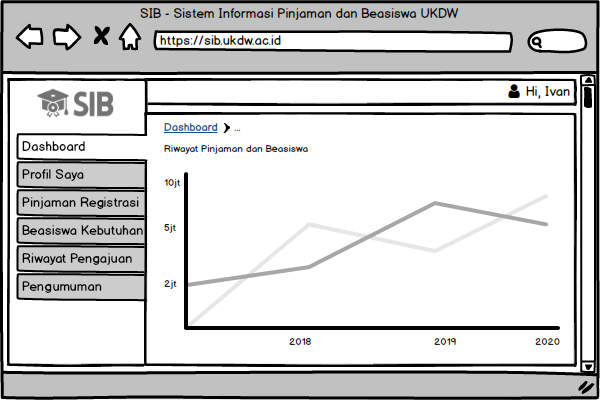 SIB - Sistem Informasi Pinjaman dan Beasiswa UKDW
https://sib.ukdw.ac.id
SIB
Hi, Ivan
Dashboard
Profil Saya
Pinjaman Registrasi
Beasiswa Kebutuhan
Riwayat Pengajuan
Pengumuman
Dashboard > ...
Riwayat Pinjaman dan Beasiswa
10jt
5jt
2jt
2018 2019 2020